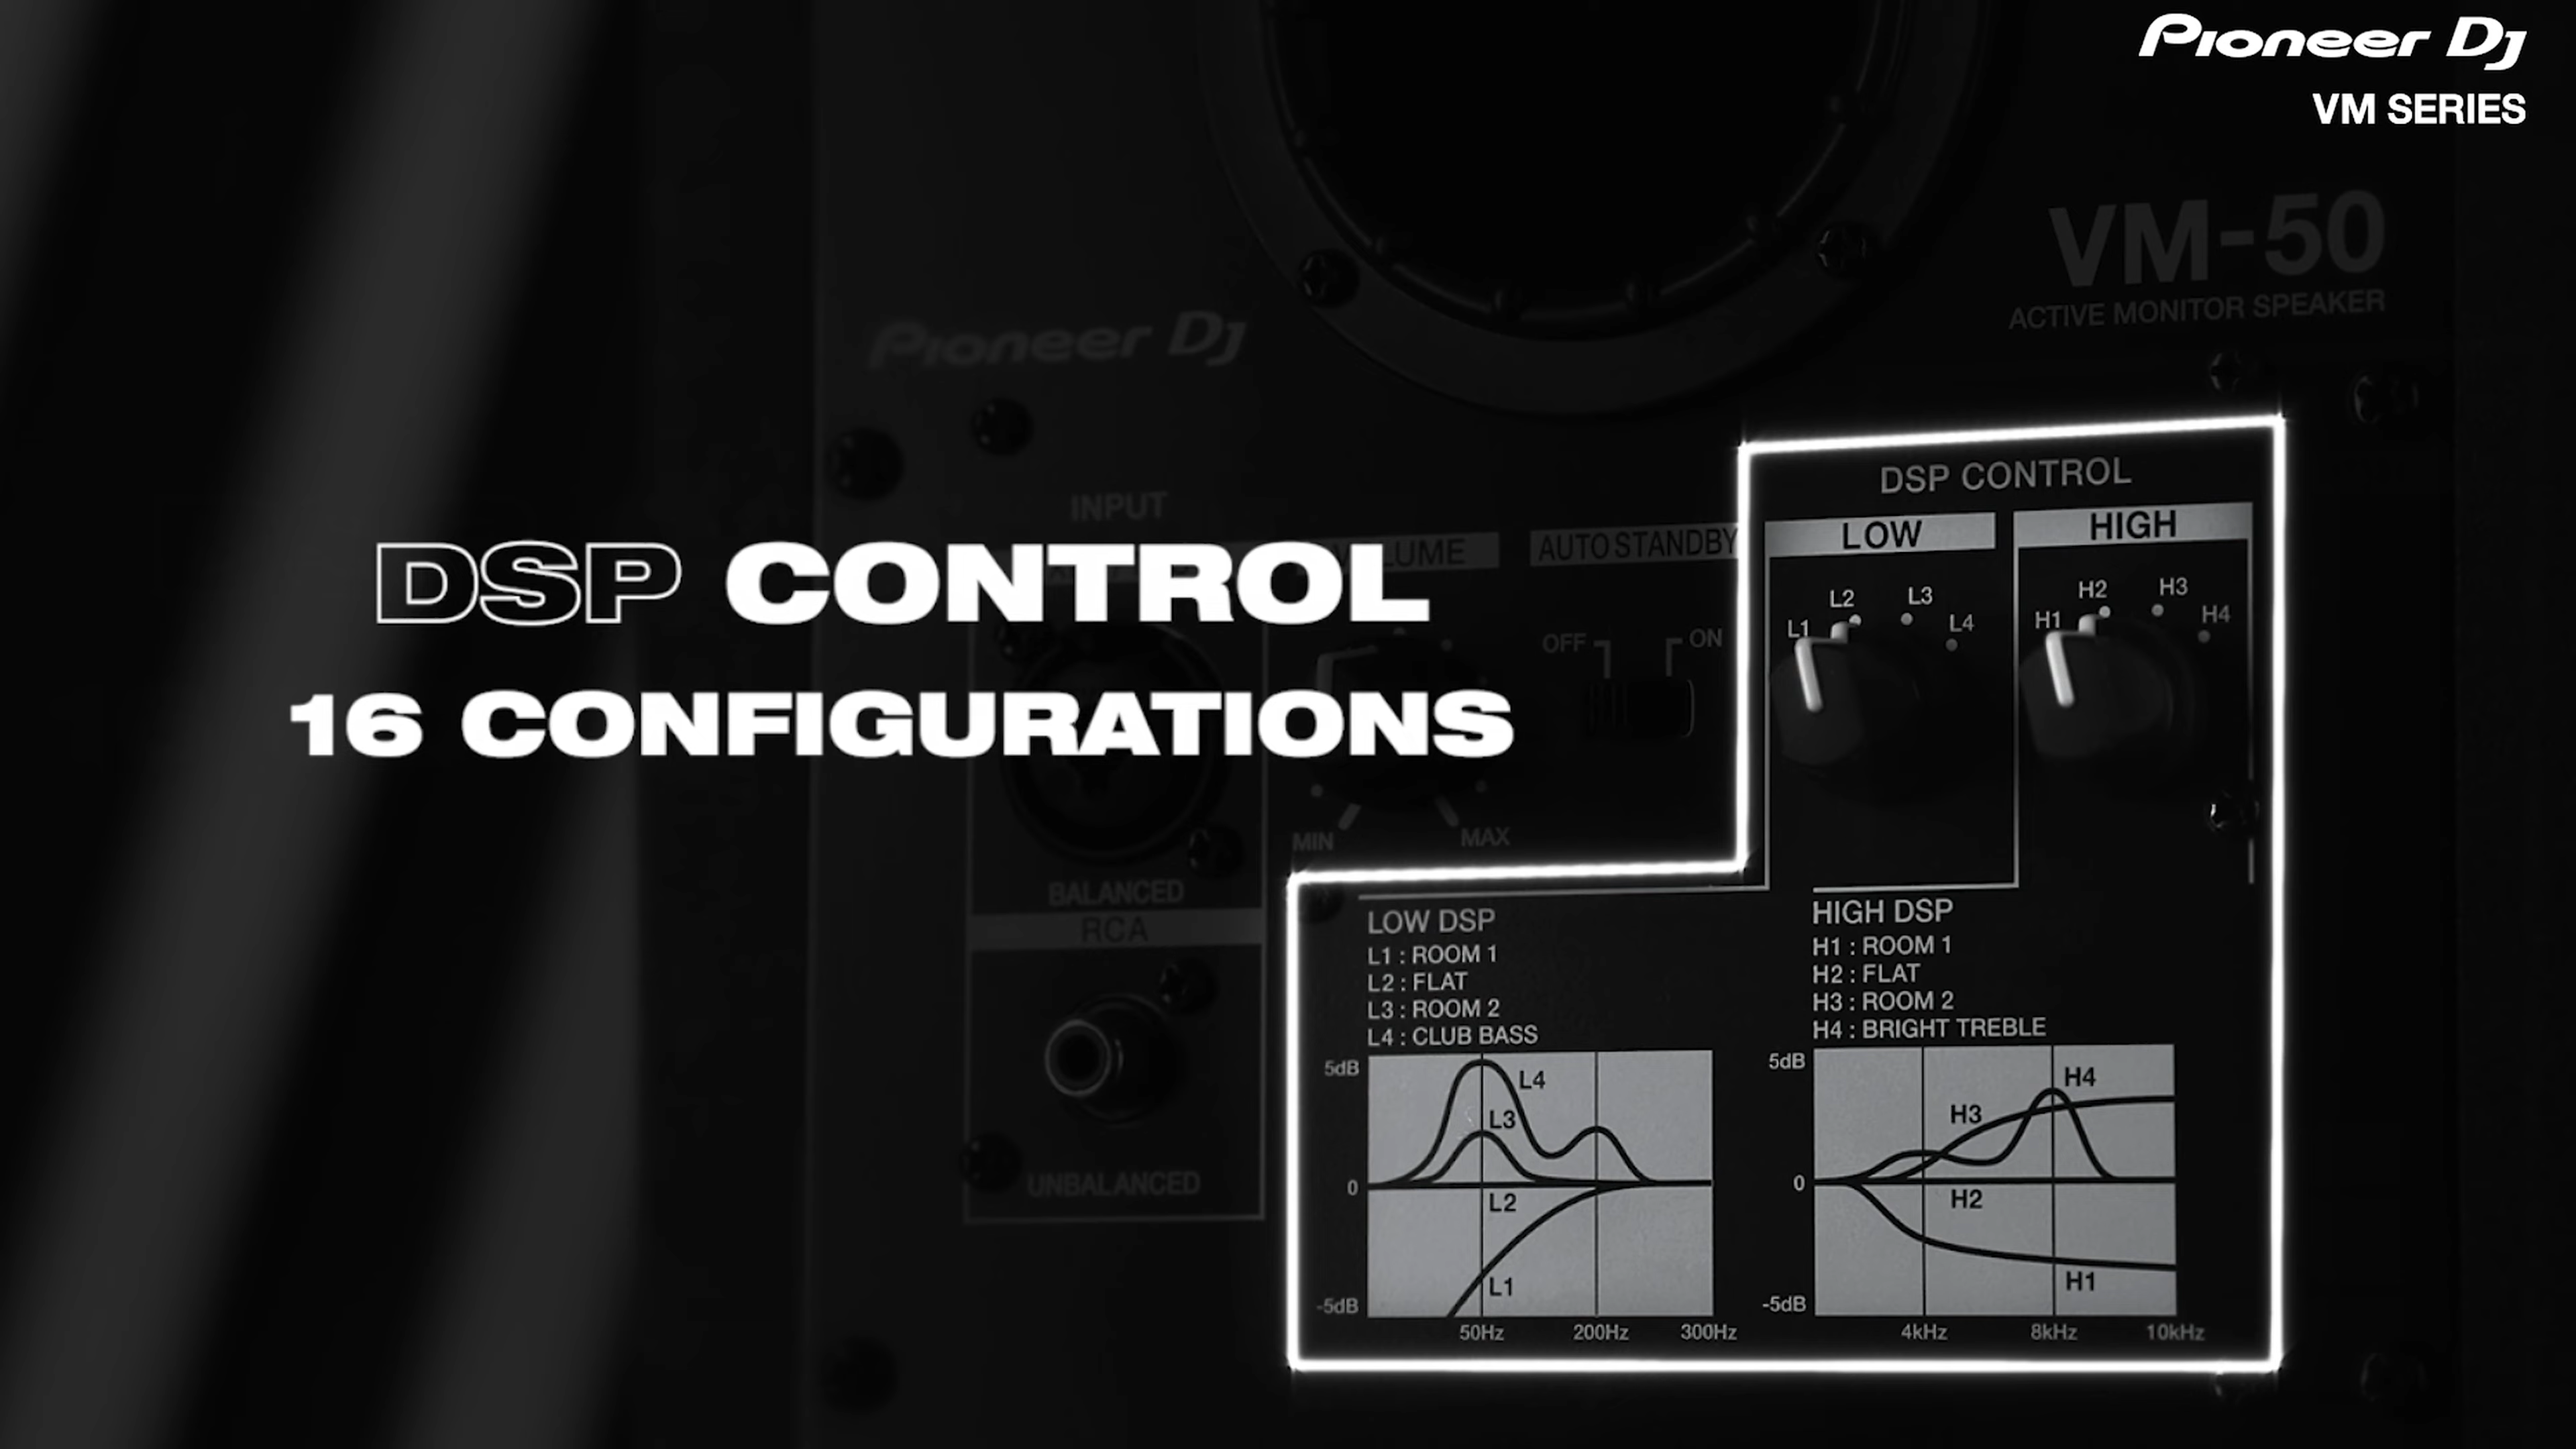 Pioneer Dj
VM SERIES
VM-50
ACTIVE MONITOR SPEAKER
Pioneer Dj
DSP CONTROL
16 CONFIGURATIONS
INPUT
AUTO STANDBY
OFF
ON
MIN
MAX
BALANCED
RCA
UNBALANCED
DSP CONTROL
LOW
L1
L2
L3
L4
HIGH
H1
H2
H3
H4
LOW DSP
L1 : ROOM 1
L2 : FLAT
L3 : ROOM 2
L4 : CLUB BASS
5dB
0
-5dB
L4
L3
L2
L1
50Hz
200Hz
300Hz
HIGH DSP
H1 : ROOM 1
H2 : FLAT
H3 : ROOM 2
H4 : BRIGHT TREBLE
5dB
0
-5dB
H4
H3
H2
H1
4kHz
8kHz
10kHz